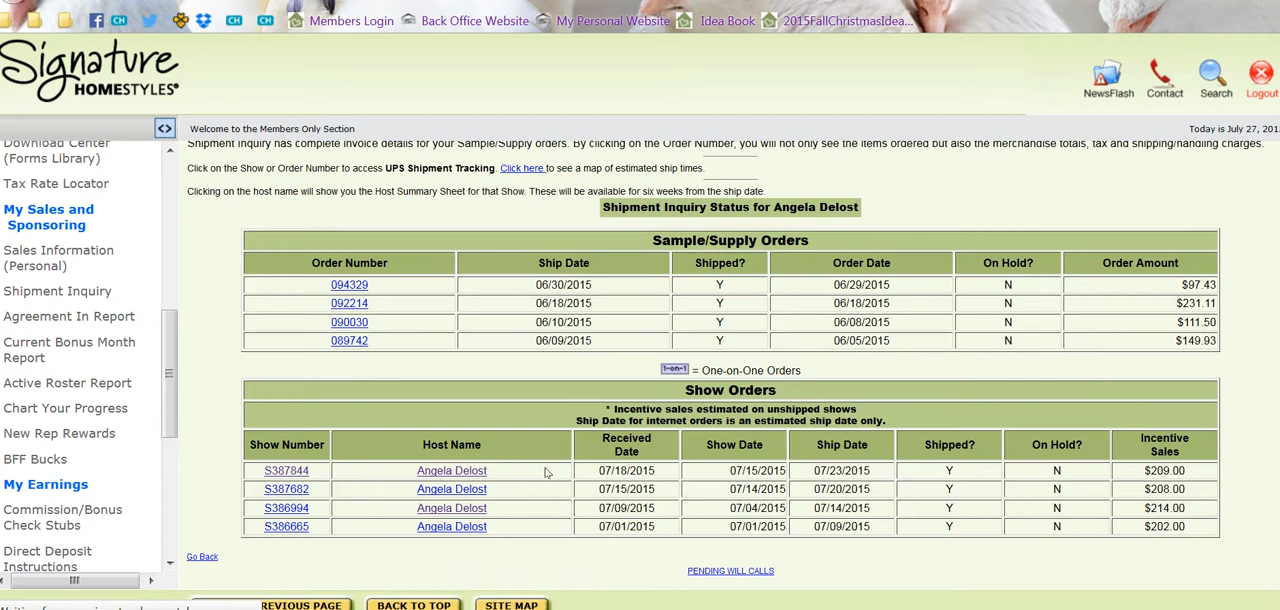 Members Login Back Office Website My Personal Website Idea Book 2015FallChristmasIdea...
Signature
HOMESTYLES®
NewsFlash Contact Search Logout
Welcome to the Members Only Section Today is July 27, 201
Download Center
(Forms Library)
Tax Rate Locator
My Sales and
Sponsoring
Sales Information
(Personal)
Shipment Inquiry
Agreement In Report
Current Bonus Month
Report
Active Roster Report
Chart Your Progress
New Rep Rewards
BFF Bucks
My Earnings
Commission/Bonus
Check Stubs
Direct Deposit
Instructions
Shipment Inquiry has complete invoice details for your Sample/Supply orders. By clicking on the Order Number, you will not only see the items ordered but also the merchandise totals, tax and shipping/handling charges.
Click on the Show or Order Number to access UPS Shipment Tracking. Click here to see a map of estimated ship times.
Clicking on the host name will show you the Host Summary Sheet for that Show. These will be available for six weeks from the ship date.
Shipment Inquiry Status for Angela Delost
Sample/Supply Orders
Order Number Ship Date Shipped? Order Date On Hold? Order Amount
094329 06/30/2015 Y 06/29/2015 N $97.43
092214 06/18/2015 Y 06/18/2015 N $231.11
090030 06/10/2015 Y 06/08/2015 N $111.50
089742 06/09/2015 Y 06/05/2015 N $149.93
1-on-1 = One-on-One Orders
Show Orders
* Incentive sales estimated on unshipped shows
Ship Date for internet orders is an estimated ship date only.
Show Number Host Name Received Date Show Date Ship Date Shipped? On Hold? Incentive Sales
S387844 Angela Delost 07/18/2015 07/15/2015 07/23/2015 Y N $209.00
S387682 Angela Delost 07/15/2015 07/14/2015 07/20/2015 Y N $208.00
S386994 Angela Delost 07/09/2015 07/04/2015 07/14/2015 Y N $214.00
S386665 Angela Delost 07/01/2015 07/01/2015 07/09/2015 Y N $202.00
Go Back
PENDING WILL CALLS
REVIOUS PAGE BACK TO TOP SITE MAP